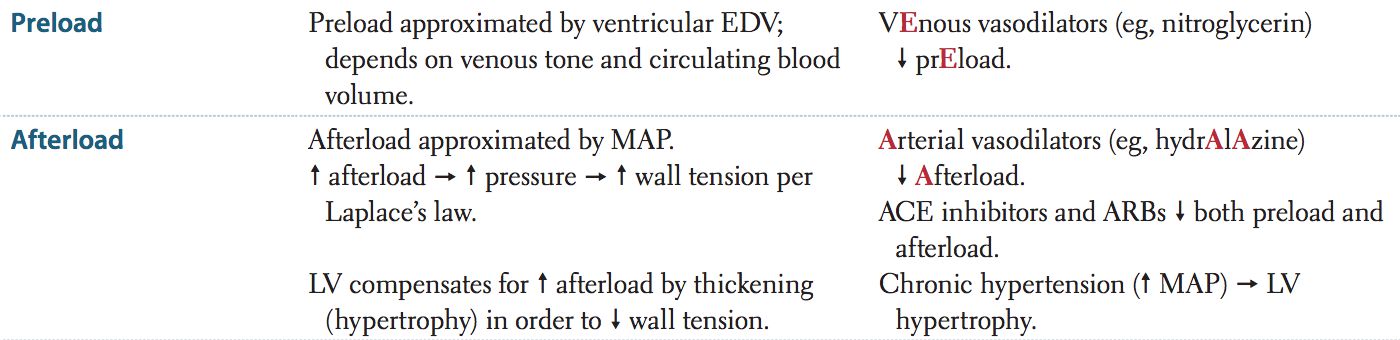 Preload
Preload approximated by ventricular EDV;
depends on venous tone and circulating blood
volume.
VEnous vasodilators (eg, nitroglycerin)
↓ prEload.
Afterload
Afterload approximated by MAP.
↑ afterload → ↑ pressure → ↑ wall tension per
Laplace’s law.
LV compensates for ↑ afterload by thickening
(hypertrophy) in order to ↓ wall tension.
Arterial vasodilators (eg, hydrAlAzine)
↓ Afterload.
ACE inhibitors and ARBs ↓ both preload and
afterload.
Chronic hypertension (↑ MAP) → LV
hypertrophy.